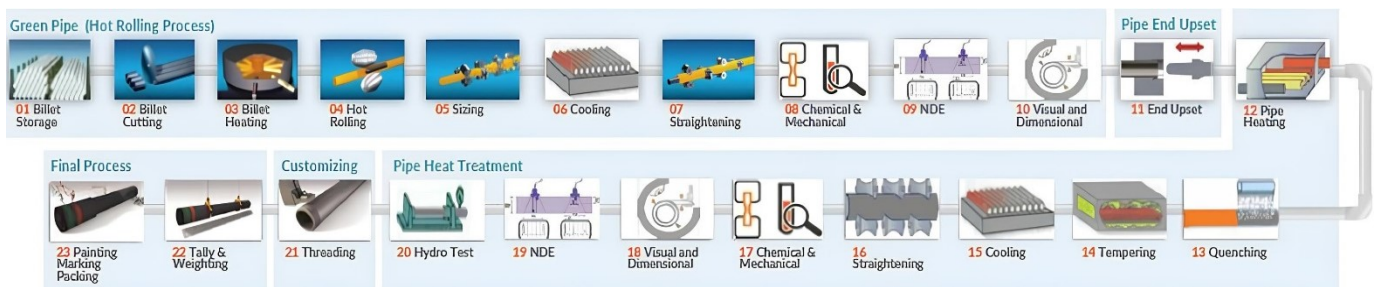 Green Pipe (Hot Rolling Process)
Pipe End Upset
01 Billet
Storage
02 Billet
Cutting
03 Billet
Heating
04 Hot
Rolling
05 Sizing
06 Cooling
07
Straightening
08 Chemical &
Mechanical
09 NDE
10 Visual and
Dimensional
11 End Upset
12 Pipe
Heating
Final Process
Customizing
Pipe Heat Treatment
23 Painting
Marking
Packing
22 Tally &
Weighting
21 Threading
20 Hydro Test
19 NDE
18 Visual and
Dimensional
17 Chemical &
Mechanical
16
Straightening
15 Cooling
14 Tempering
13 Quenching